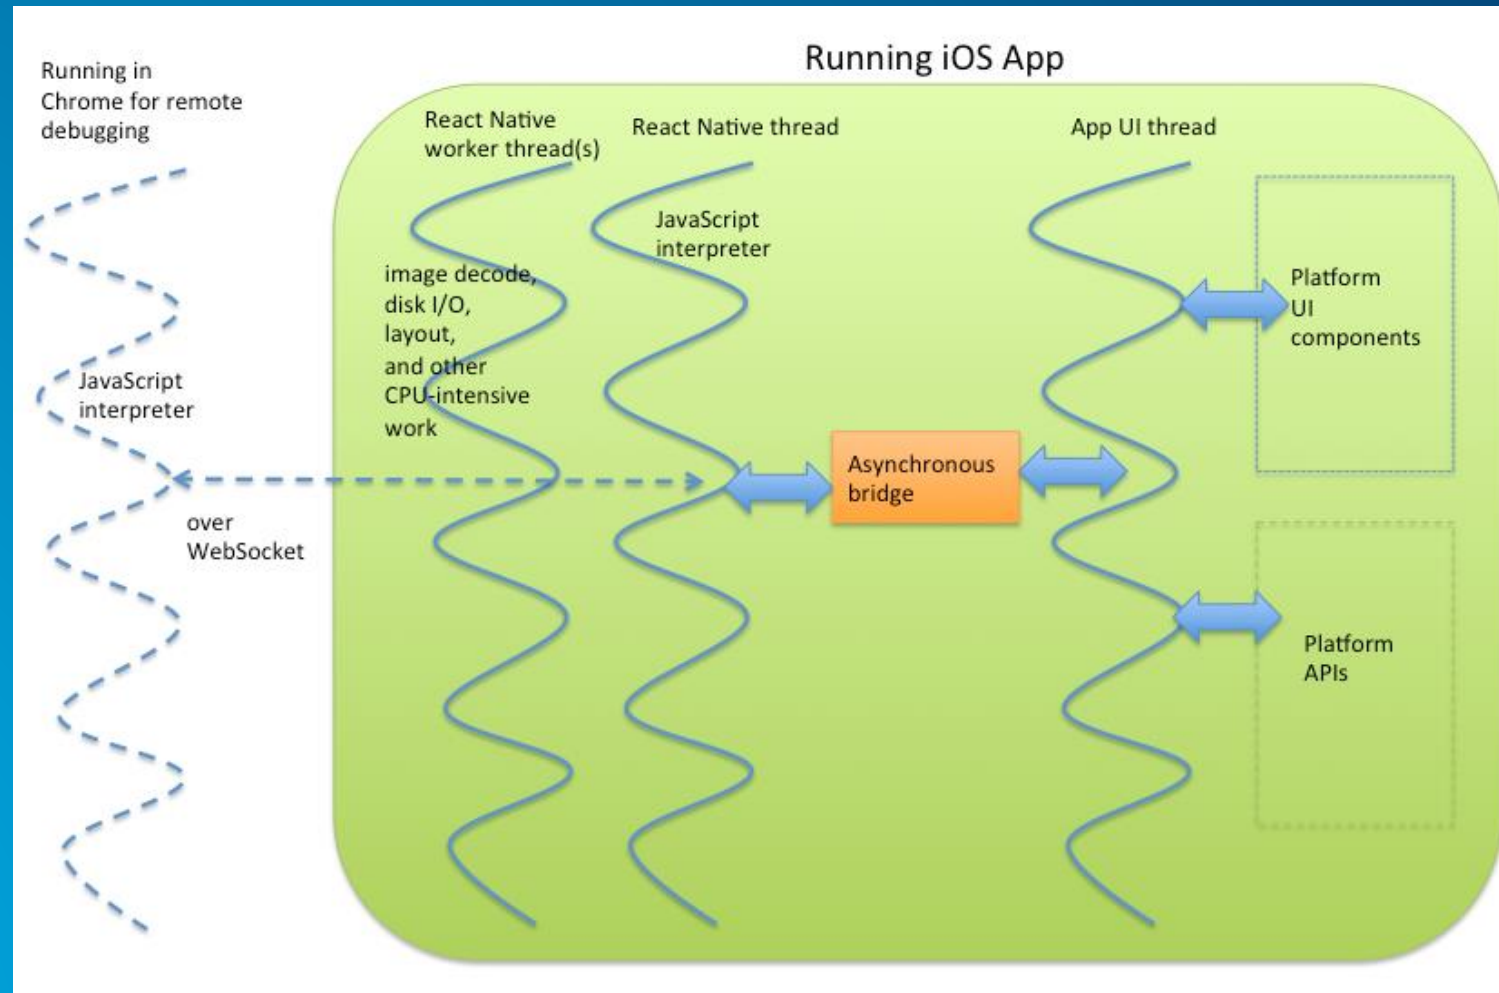 Running iOS App
Running in
Chrome for remote
debugging
React Native
worker thread(s)
React Native thread
App UI thread
JavaScript
interpreter
image decode,
disk I/O,
layout,
and other
CPU-intensive
work
Platform
UI
components
JavaScript
interpreter
Asynchronous
bridge
over
WebSocket
Platform
APIs